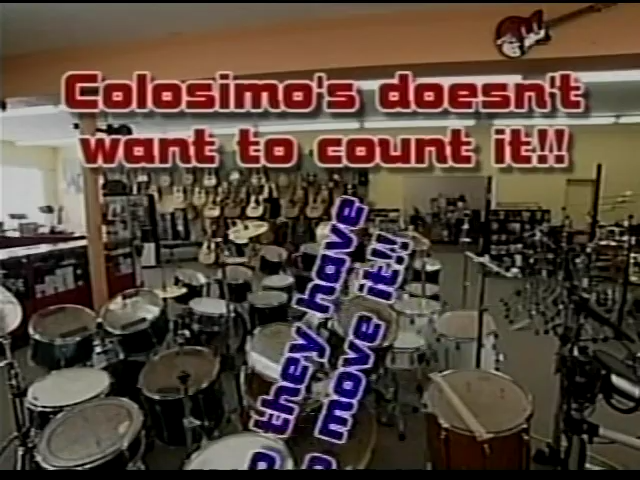 Colosimo's doesn't
want to count it!!
they have
move it!!